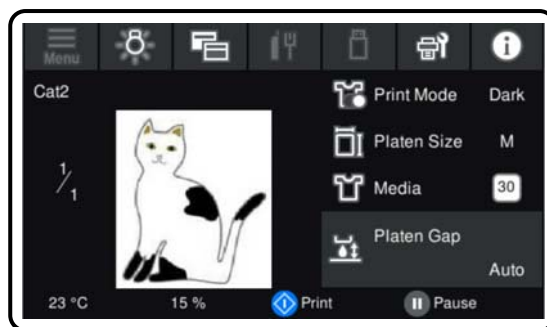 Menu
Cat2
Print Mode Dark
1/1
Platen Size M
Media 30
Platen Gap
Auto
23 °C 15 % Print Pause